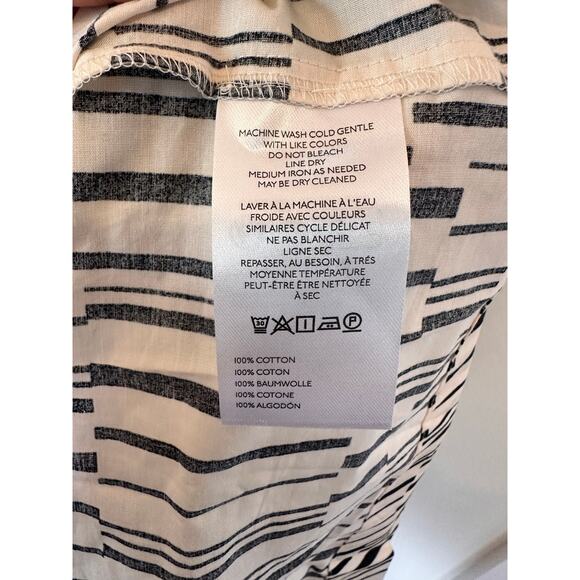 MACHINE WASH COLD GENTLE
WITH LIKE COLORS
DO NOT BLEACH
LINE DRY
MEDIUM IRON AS NEEDED
MAY BE DRY CLEANED
LAVER À LA MACHINE À L'EAU
FROIDE AVEC COULEURS
SIMILAIRES CYCLE DÉLICAT
NE PAS BLANCHIR
LIGNE SEC
REPASSER, AU BESOIN, À TRÉS
MOYENNE TEMPÉRATURE
PEUT-ÊTRE ÊTRE NETTOYÉE
À SEC
30 P
100% COTTON
100% COTON
100% BAUMWOLLE
100% COTONE
100% ALGODÓN